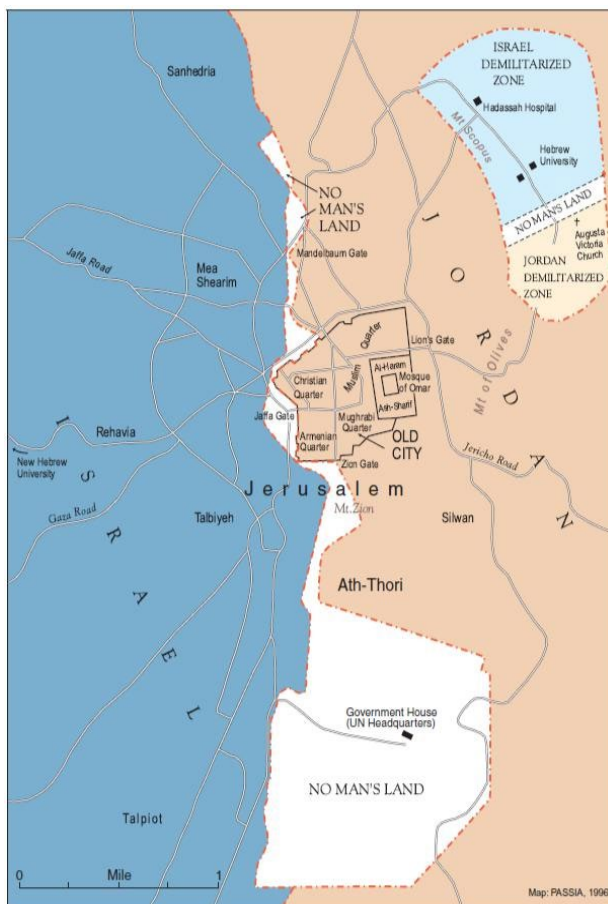 Sanhedria
ISRAEL
DEMILITARIZED
ZONE
Hadassah Hospital
Mt Scopus
Hebrew
University
NO MAN'S LAND
Augusta
Victoria
Church
JORDAN
DEMILITARIZED
ZONE
NO
MAN'S
LAND
Mandelbaum Gate
Jaffa Road
Mea
Shearim
JORDAN
Lion's Gate
Muslim Quarter
Al-Haram
Mosque
of Omar
Ash-Sharif
Christian
Quarter
Mt of Olives
Jaffa Gate
Mughrabi
Quarter
Armenian
Quarter
OLD
CITY
Zion Gate
Jericho Road
Rehavia
New Hebrew
University
ISRAEL
Jerusalem
Mt.Zion
Gaza Road
Talbiyeh
Silwan
Ath-Thori
Government House
(UN Headquarters)
NO MAN'S LAND
Talpiot
0 Mile 1
Map: PASSIA, 1996